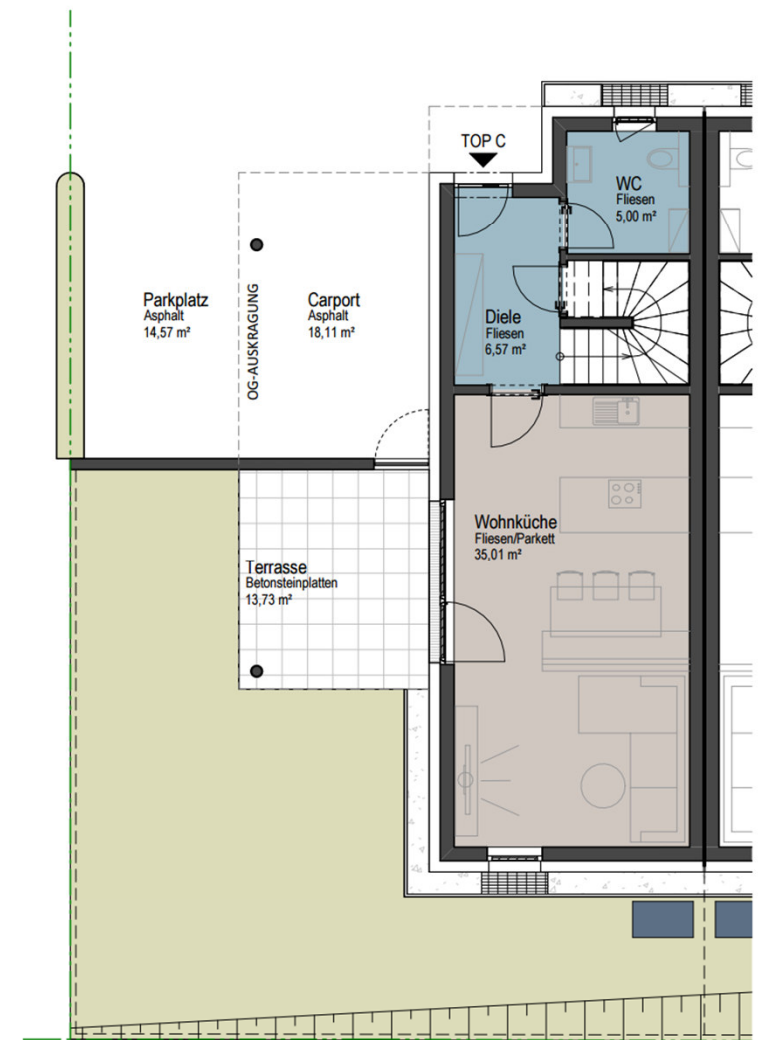 TOP C
WC
Fliesen
5,00 m²
Parkplatz
Asphalt
14,57 m²
OG-AUSKRAGUNG
Carport
Asphalt
18,11 m²
Diele
Fliesen
6,57 m²
Wohnküche
Fliesen/Parkett
35,01 m²
Terrasse
Betonsteinplatten
13,73 m²